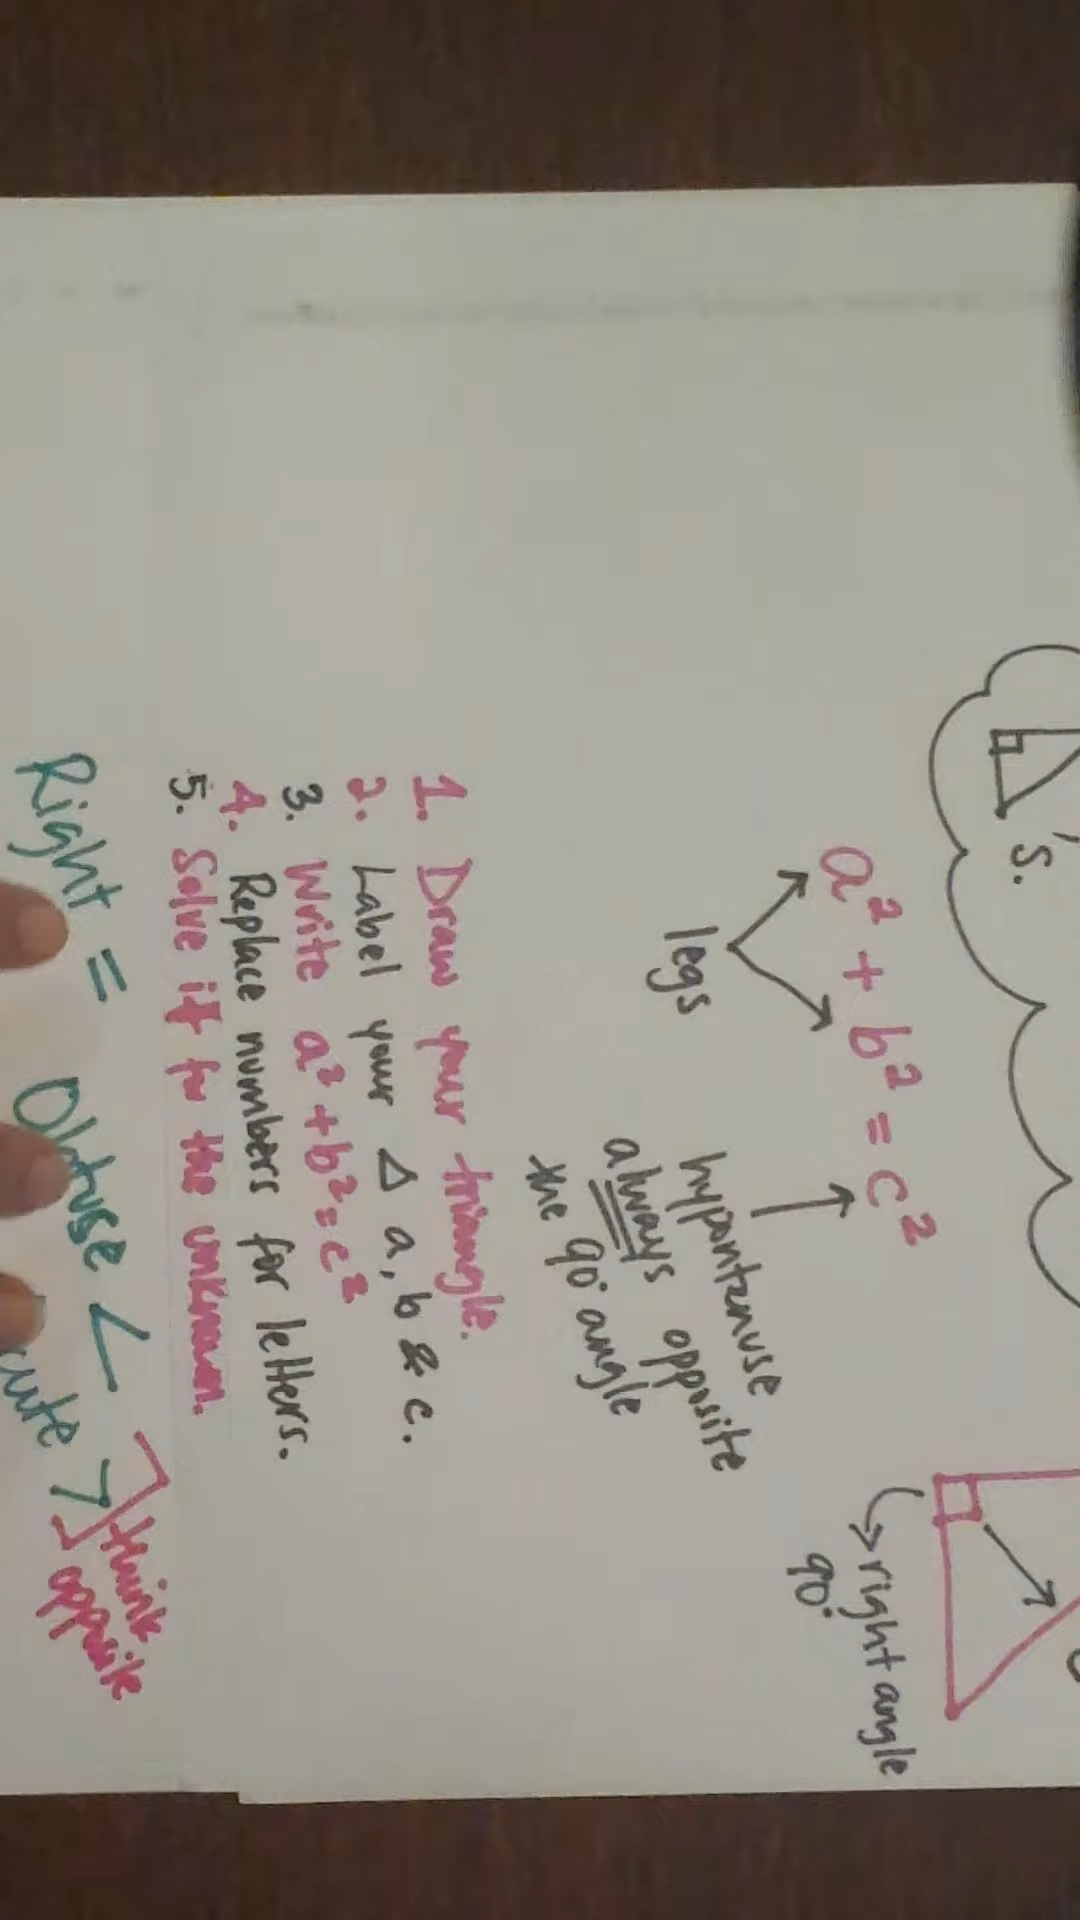 's.
a² + b² = c²
legs
hypontenuse
always opposite
the 90° angle
right angle
90°
1. Draw your triangle.
2. Label your △ a, b & c.
3. Write a² + b² = c²
4. Replace numbers for letters.
5. Solve it for the unknown.
Right =
Obtuse <
cute >
think
opposite